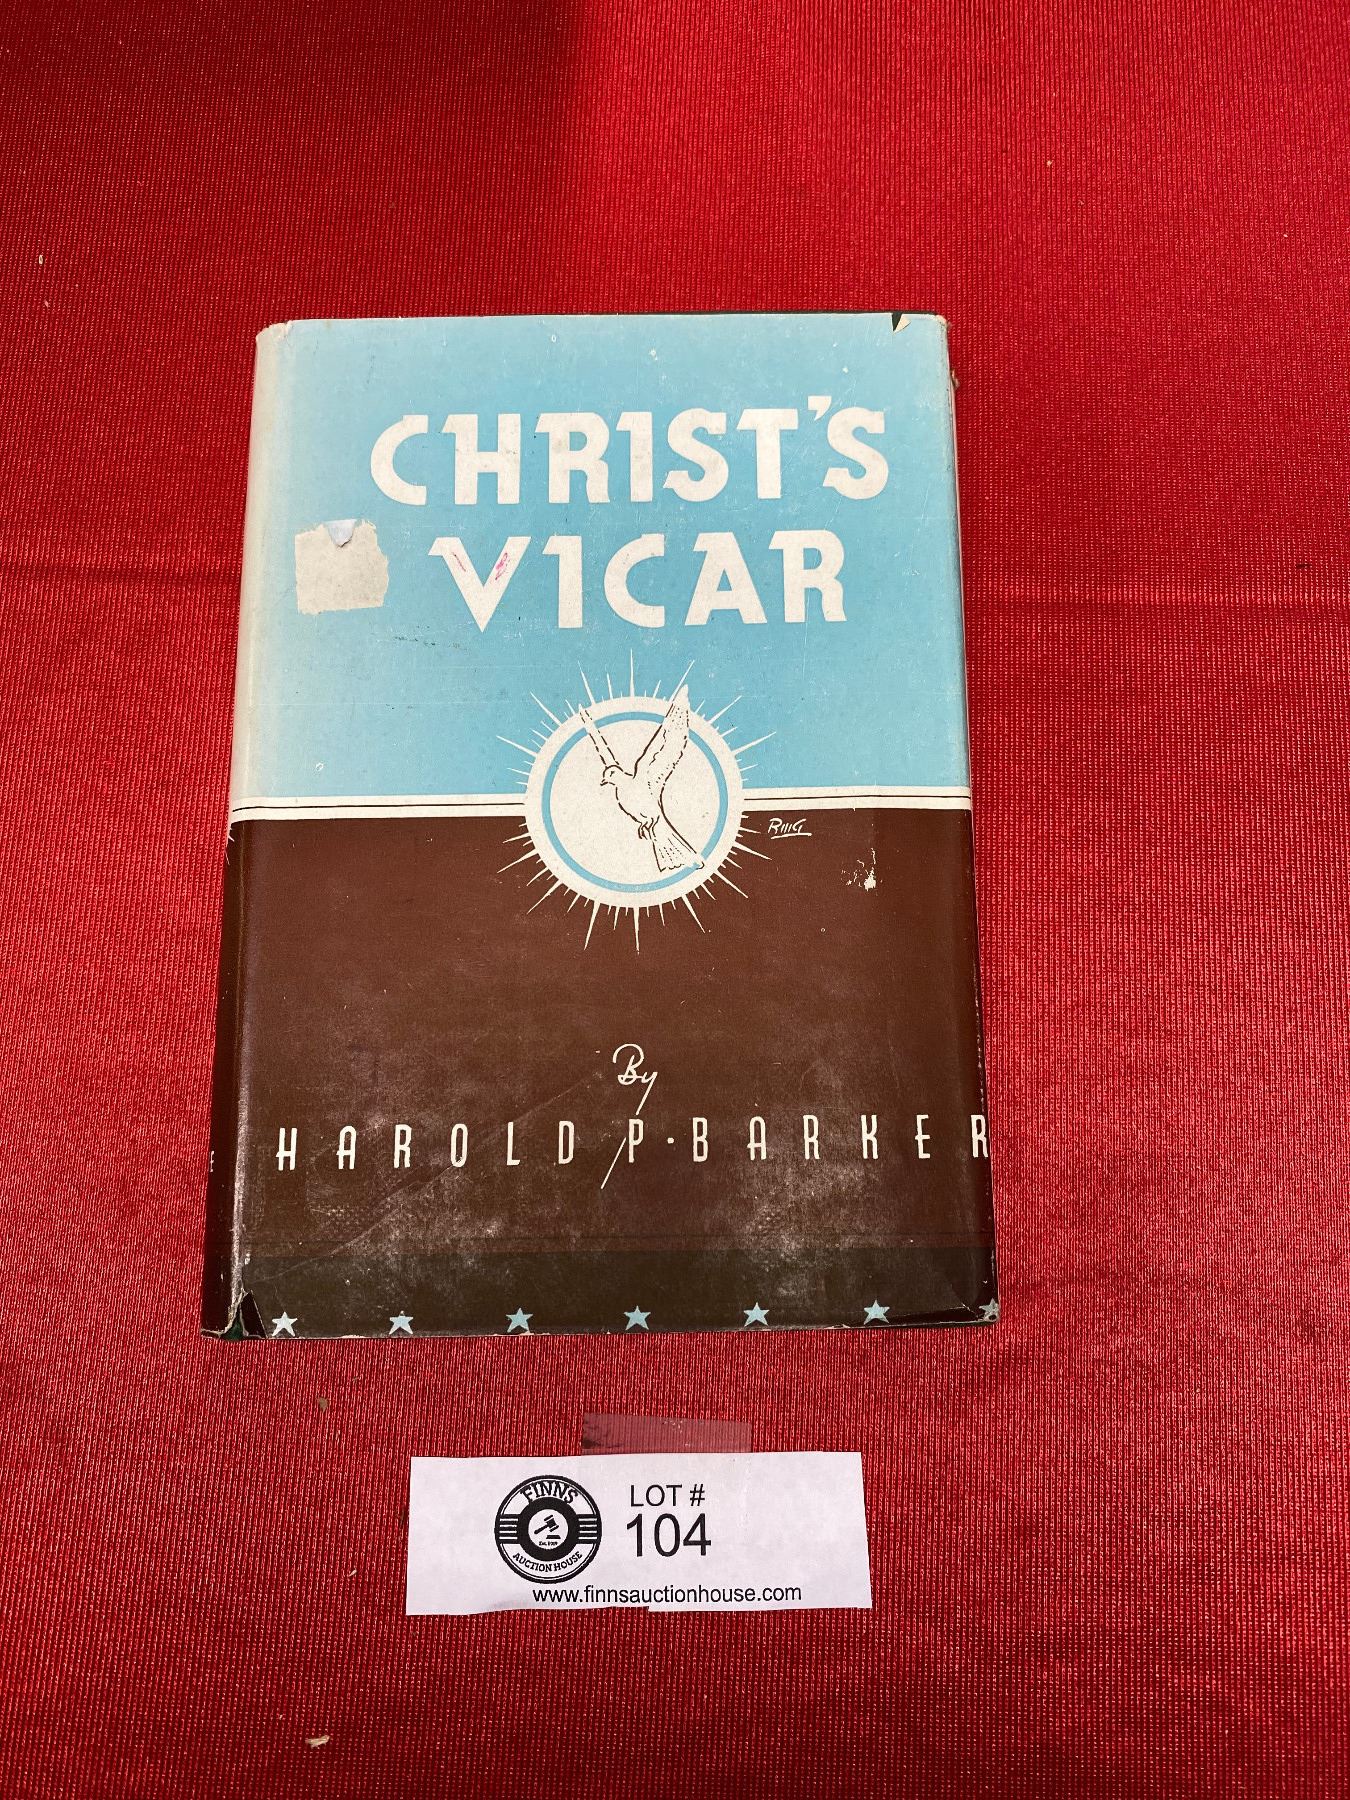 CHRIST'S
VICAR
By
HAROLD P. BARKER
FINNS
AUCTION HOUSE
LOT #
104
www.finnsauctionhouse.com